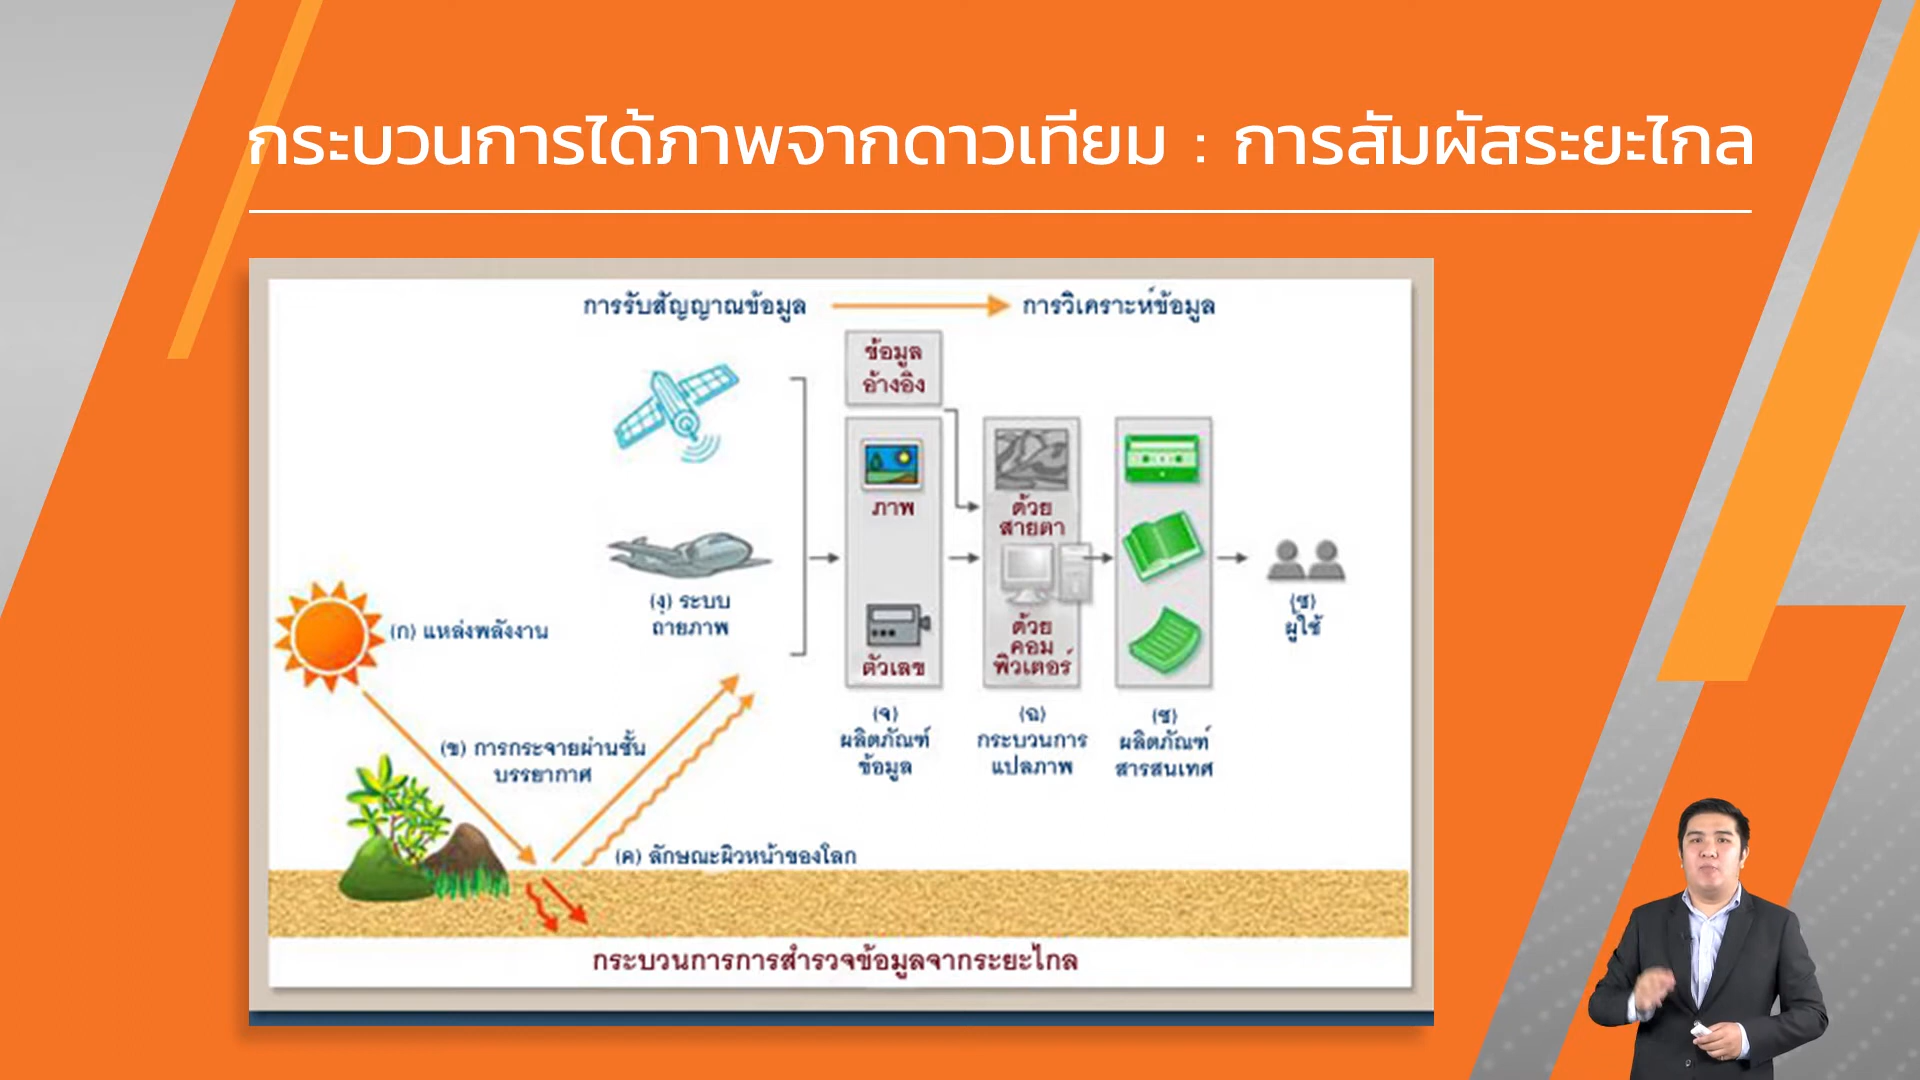 กระบวนการได้ภาพจากดาวเทียม : การสัมผัสระยะไกล
การรับสัญญาณข้อมูล
การวิเคราะห์ข้อมูล
ข้อมูล
อ้างอิง
ภาพ
ด้วย
สายตา
(ก) แหล่งพลังงาน
(ง) ระบบ
ถ่ายภาพ
ตัวเลข
ด้วย
คอม
พิวเตอร์
(ซ)
ผู้ใช้
(ข) การกระจายผ่านชั้น
บรรยากาศ
(จ)
ผลิตภัณฑ์
ข้อมูล
(ฉ)
กระบวนการ
แปลภาพ
(ช)
ผลิตภัณฑ์
สารสนเทศ
(ค) ลักษณะผิวหน้าของโลก
กระบวนการการสำรวจข้อมูลจากระยะไกล